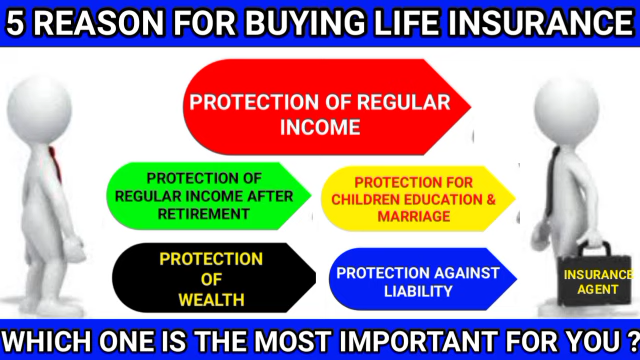 5 REASON FOR BUYING LIFE INSURANCE
PROTECTION OF REGULAR
INCOME
PROTECTION OF
REGULAR INCOME AFTER
RETIREMENT
PROTECTION FOR
CHILDREN EDUCATION &
MARRIAGE
PROTECTION
OF
WEALTH
PROTECTION AGAINST
LIABILITY
INSURANCE
AGENT
WHICH ONE IS THE MOST IMPORTANT FOR YOU ?